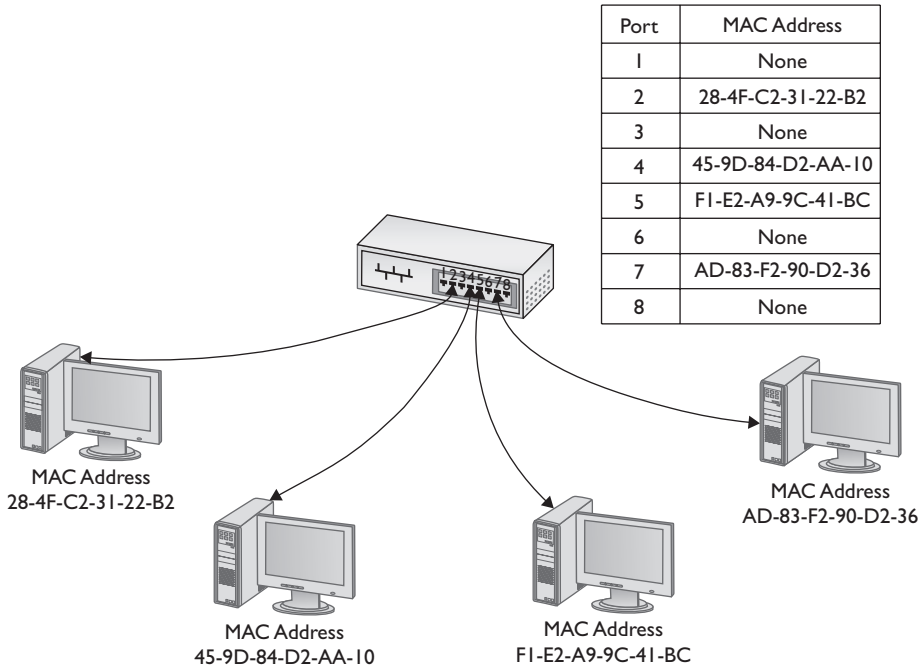 Port MAC Address
1 None
2 28-4F-C2-31-22-B2
3 None
4 45-9D-84-D2-AA-10
5 F1-E2-A9-9C-41-BC
6 None
7 AD-83-F2-90-D2-36
8 None
12345678
MAC Address
28-4F-C2-31-22-B2
MAC Address
AD-83-F2-90-D2-36
MAC Address
45-9D-84-D2-AA-10
MAC Address
F1-E2-A9-9C-41-BC